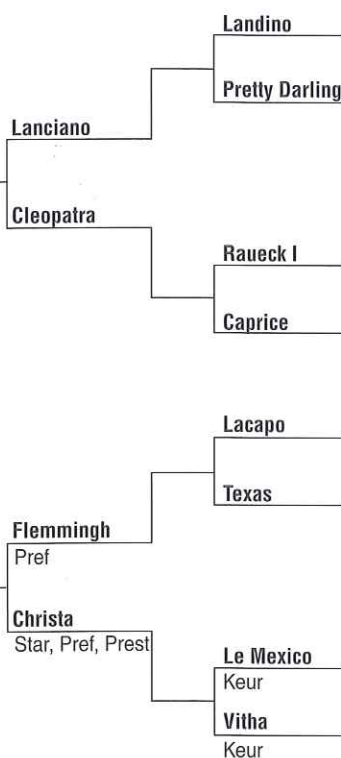 Landino
Pretty Darling
Lanciano
Cleopatra
Raueck I
Caprice
Lacapo
Texas
Flemmingh
Pref
Christa
Star, Pref, Prest
Le Mexico
Keur
Vitha
Keur